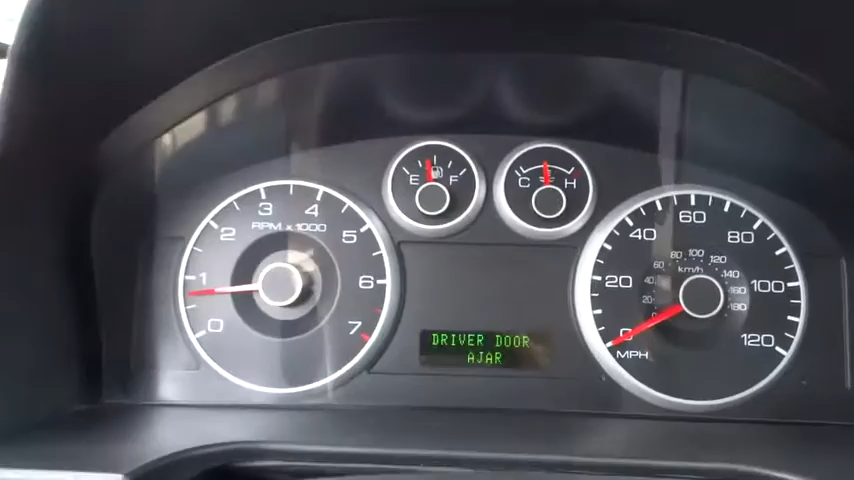 E F
C H
0 1 2 3 4 5 6 7
RPM x 1000
0 20 40 60 80 100 120
20 40 60 80 100 120 140 160 180
km/h
MPH
DRIVER DOOR
AJAR